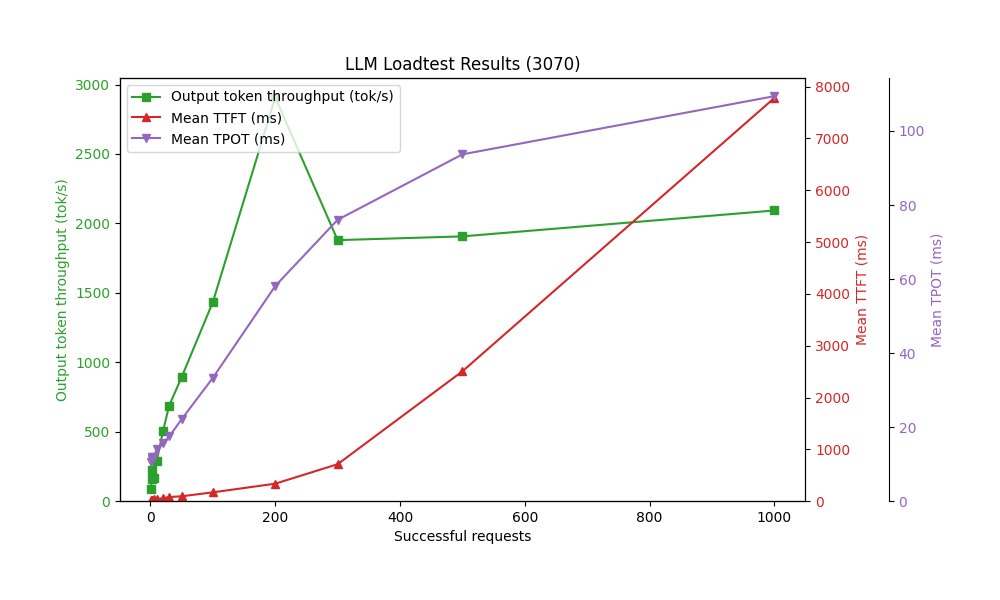 LLM Loadtest Results (3070)
Output token throughput (tok/s)
Mean TTFT (ms)
Mean TPOT (ms)
Output token throughput (tok/s)
3000
2500
2000
1500
1000
500
0
0 200 400 600 800 1000
Successful requests
8000
7000
6000
5000
4000
3000
2000
1000
0
Mean TTFT (ms)
100
80
60
40
20
0
Mean TPOT (ms)